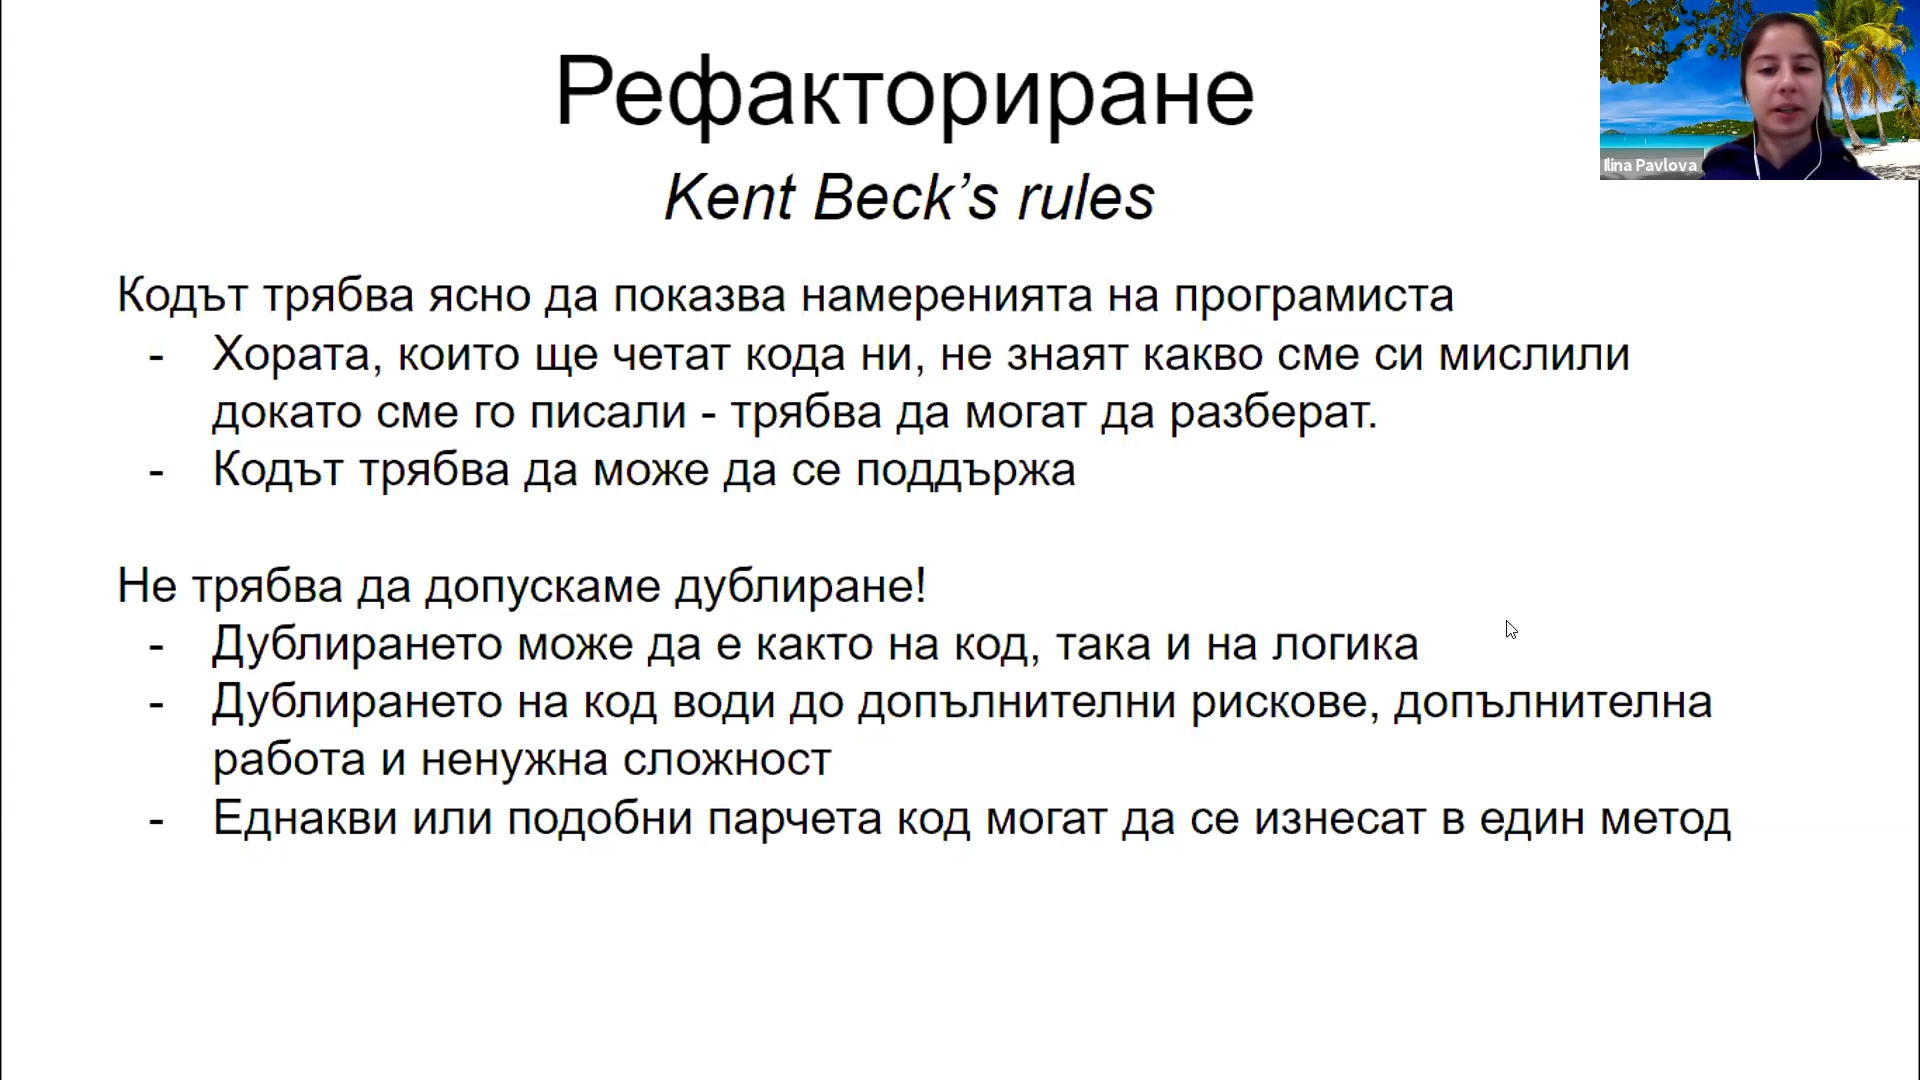 Рефакториране
Kent Beck’s rules
Ilina Pavlova
Кодът трябва ясно да показва намеренията на програмиста
- Хората, които ще четат кода ни, не знаят какво сме си мислили
докато сме го писали - трябва да могат да разберат.
- Кодът трябва да може да се поддържа
Не трябва да допускаме дублиране!
- Дублирането може да е както на код, така и на логика
- Дублирането на код води до допълнителни рискове, допълнителна
работа и ненужна сложност
- Еднакви или подобни парчета код могат да се изнесат в един метод